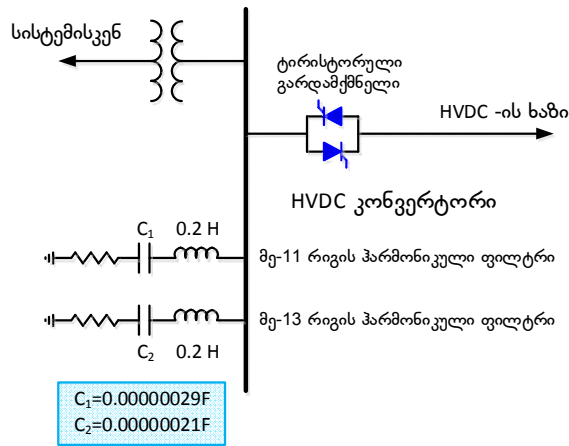 სისტემისკენ
ტირისტორული
გარდამქმნელი
HVDC -ის ხაზი
HVDC კონვერტორი
C₁ 0.2 H
მე-11 რიგის ჰარმონიკული ფილტრი
მე-13 რიგის ჰარმონიკული ფილტრი
C₂ 0.2 H
C₁=0.00000029F
C₂=0.00000021F